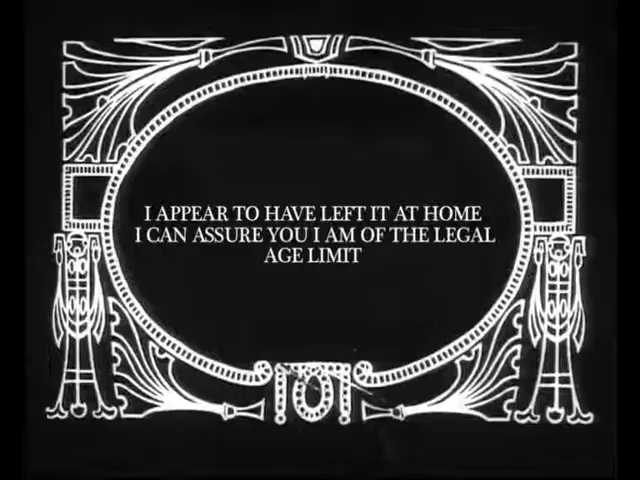 I APPEAR TO HAVE LEFT IT AT HOME
I CAN ASSURE YOU I AM OF THE LEGAL
AGE LIMIT